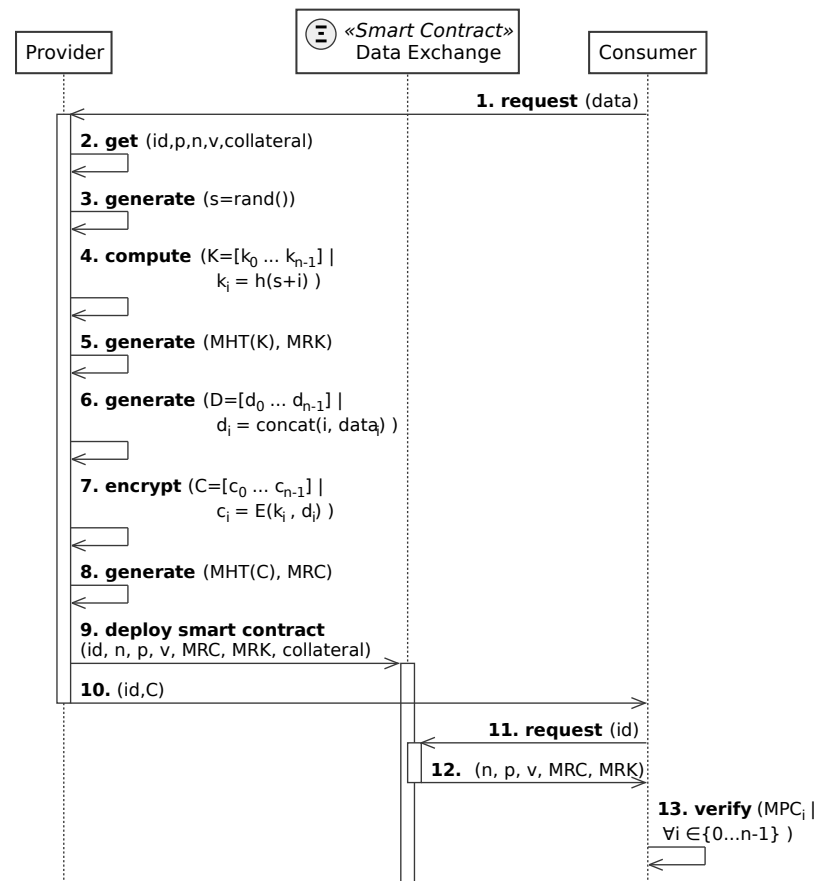 Provider
Ξ «Smart Contract»
Data Exchange
Consumer
1. request (data)
2. get (id,p,n,v,collateral)
3. generate (s=rand())
4. compute (K=[k0 ... kn-1] |
ki = h(s+i) )
5. generate (MHT(K), MRK)
6. generate (D=[d0 ... dn-1] |
di = concat(i, datai) )
7. encrypt (C=[c0 ... cn-1] |
ci = E(ki , di) )
8. generate (MHT(C), MRC)
9. deploy smart contract
(id, n, p, v, MRC, MRK, collateral)
10. (id,C)
11. request (id)
12. (n, p, v, MRC, MRK)
13. verify (MPCi |
∀i ∈{0...n-1} )